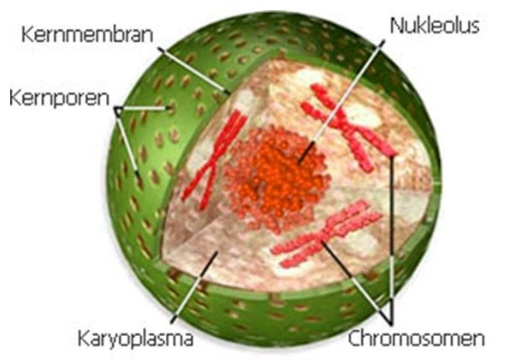 Nukleolus
Kernmembran
Kernporen
Karyoplasma
Chromosomen